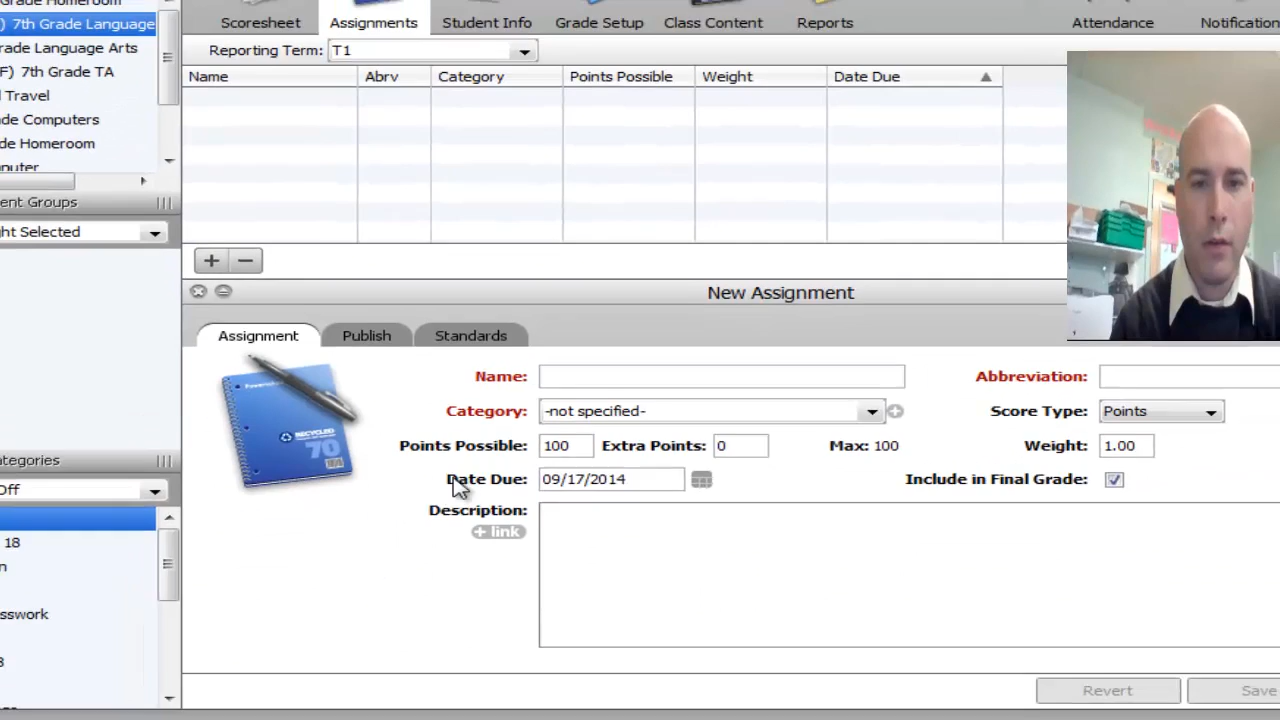 Scoresheet Assignments Student Info Grade Setup Class Content Reports Attendance Notification
) 7th Grade Language
rade Language Arts
F) 7th Grade TA
l Travel
de Computers
de Homeroom
puter
Reporting Term: T1
Name Abrv Category Points Possible Weight Date Due
ent Groups
ht Selected
+ −
New Assignment
Assignment Publish Standards
Name: Abbreviation:
Category: -not specified- Score Type: Points
Points Possible: 100 Extra Points: 0 Max: 100 Weight: 1.00
Date Due: 09/17/2014 Include in Final Grade:
Description:
+ link
RECYCLED
70
ategories
Off
18
n
sswork
Revert Save